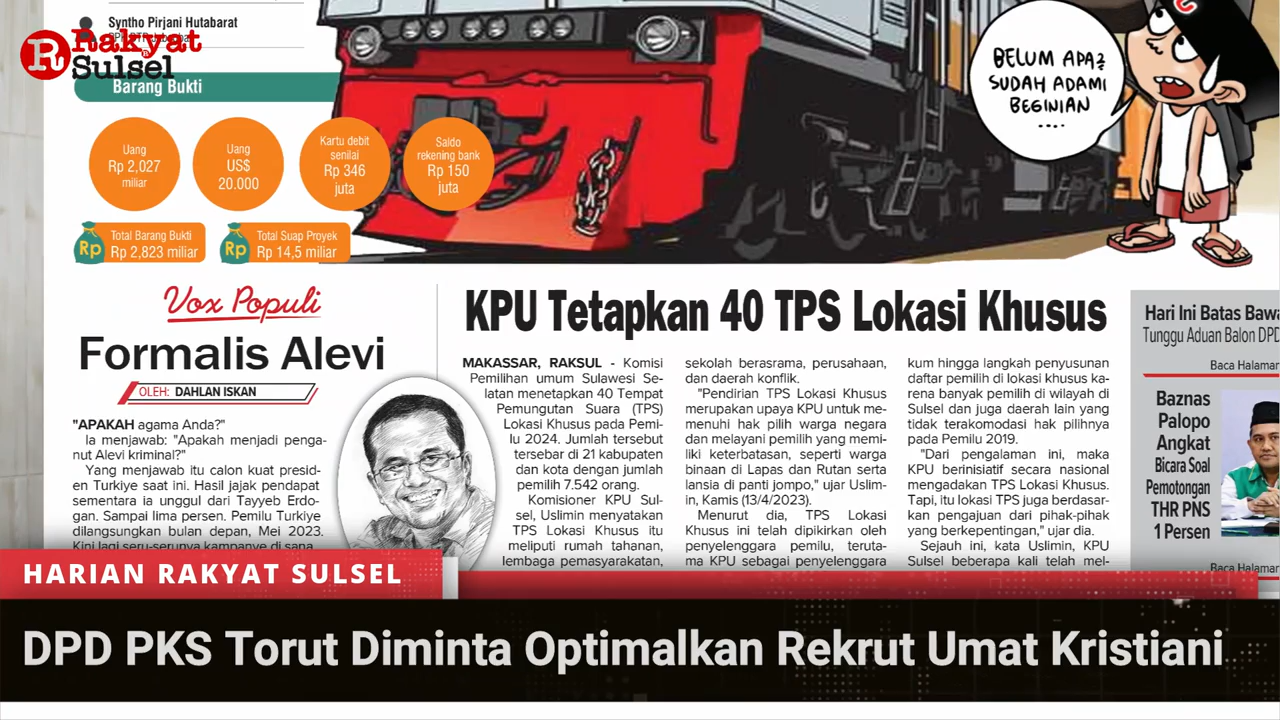 Syntho Pirjani Hutabarat
Rakyat
Sulsel
Barang Bukti
Uang
Rp 2,027
miliar
Uang
US$
20.000
Kartu debit
senilai
Rp 346
juta
Saldo
rekening bank
Rp 150
juta
Rp
Total Barang Bukti
Rp 2,823 miliar
Rp
Total Suap Proyek
Rp 14,5 miliar
BELUM APA2
SUDAH ADAMI
BEGINIAN
....
Vox Populi
Formalis Alevi
OLEH: DAHLAN ISKAN
"APAKAH agama Anda?"
Ia menjawab: "Apakah menjadi penga-
nut Alevi kriminal?"
Yang menjawab itu calon kuat presid-
en Turkiye saat ini. Hasil jajak pendapat
sementara ia unggul dari Tayyeb Erdo-
gan. Sampai lima persen. Pemilu Turkiye
dilangsungkan bulan depan, Mei 2023.
Kini lagi seru-serunya kampanye di sana.
KPU Tetapkan 40 TPS Lokasi Khusus
MAKASSAR, RAKSUL - Komisi
Pemilihan umum Sulawesi Se-
latan menetapkan 40 Tempat
Pemungutan Suara (TPS)
Lokasi Khusus pada Pemi-
lu 2024. Jumlah tersebut
tersebar di 21 kabupaten
dan kota dengan jumlah
pemilih 7.542 orang.
Komisioner KPU Sul-
sel, Uslimin menyatakan
TPS Lokasi Khusus itu
meliputi rumah tahanan,
lembaga pemasyarakatan,
sekolah berasrama, perusahaan,
dan daerah konflik.
"Pendirian TPS Lokasi Khusus
merupakan upaya KPU untuk me-
menuhi hak pilih warga negara
dan melayani pemilih yang memi-
liki keterbatasan, seperti warga
binaan di Lapas dan Rutan serta
lansia di panti jompo," ujar Uslim-
in, Kamis (13/4/2023).
Menurut dia, TPS Lokasi
Khusus ini telah dipikirkan oleh
penyelenggara pemilu, teruta-
ma KPU sebagai penyelenggara
kum hingga langkah penyusunan
daftar pemilih di lokasi khusus ka-
rena banyak pemilih di wilayah di
Sulsel dan juga daerah lain yang
tidak terakomodasi hak pilihnya
pada Pemilu 2019.
"Dari pengalaman ini, maka
KPU berinisiatif secara nasional
mengadakan TPS Lokasi Khusus.
Tapi, itu lokasi TPS juga berdasar-
kan pengajuan dari pihak-pihak
yang berkepentingan," ujar dia.
Sejauh ini, kata Uslimin, KPU
Sulsel beberapa kali telah mel-
Hari Ini Batas Bawa
Tunggu Aduan Balon DPD
Baca Halaman
Baznas
Palopo
Angkat
Bicara Soal
Pemotongan
THR PNS
1 Persen
Baca Halaman
HARIAN RAKYAT SULSEL
DPD PKS Torut Diminta Optimalkan Rekrut Umat Kristiani